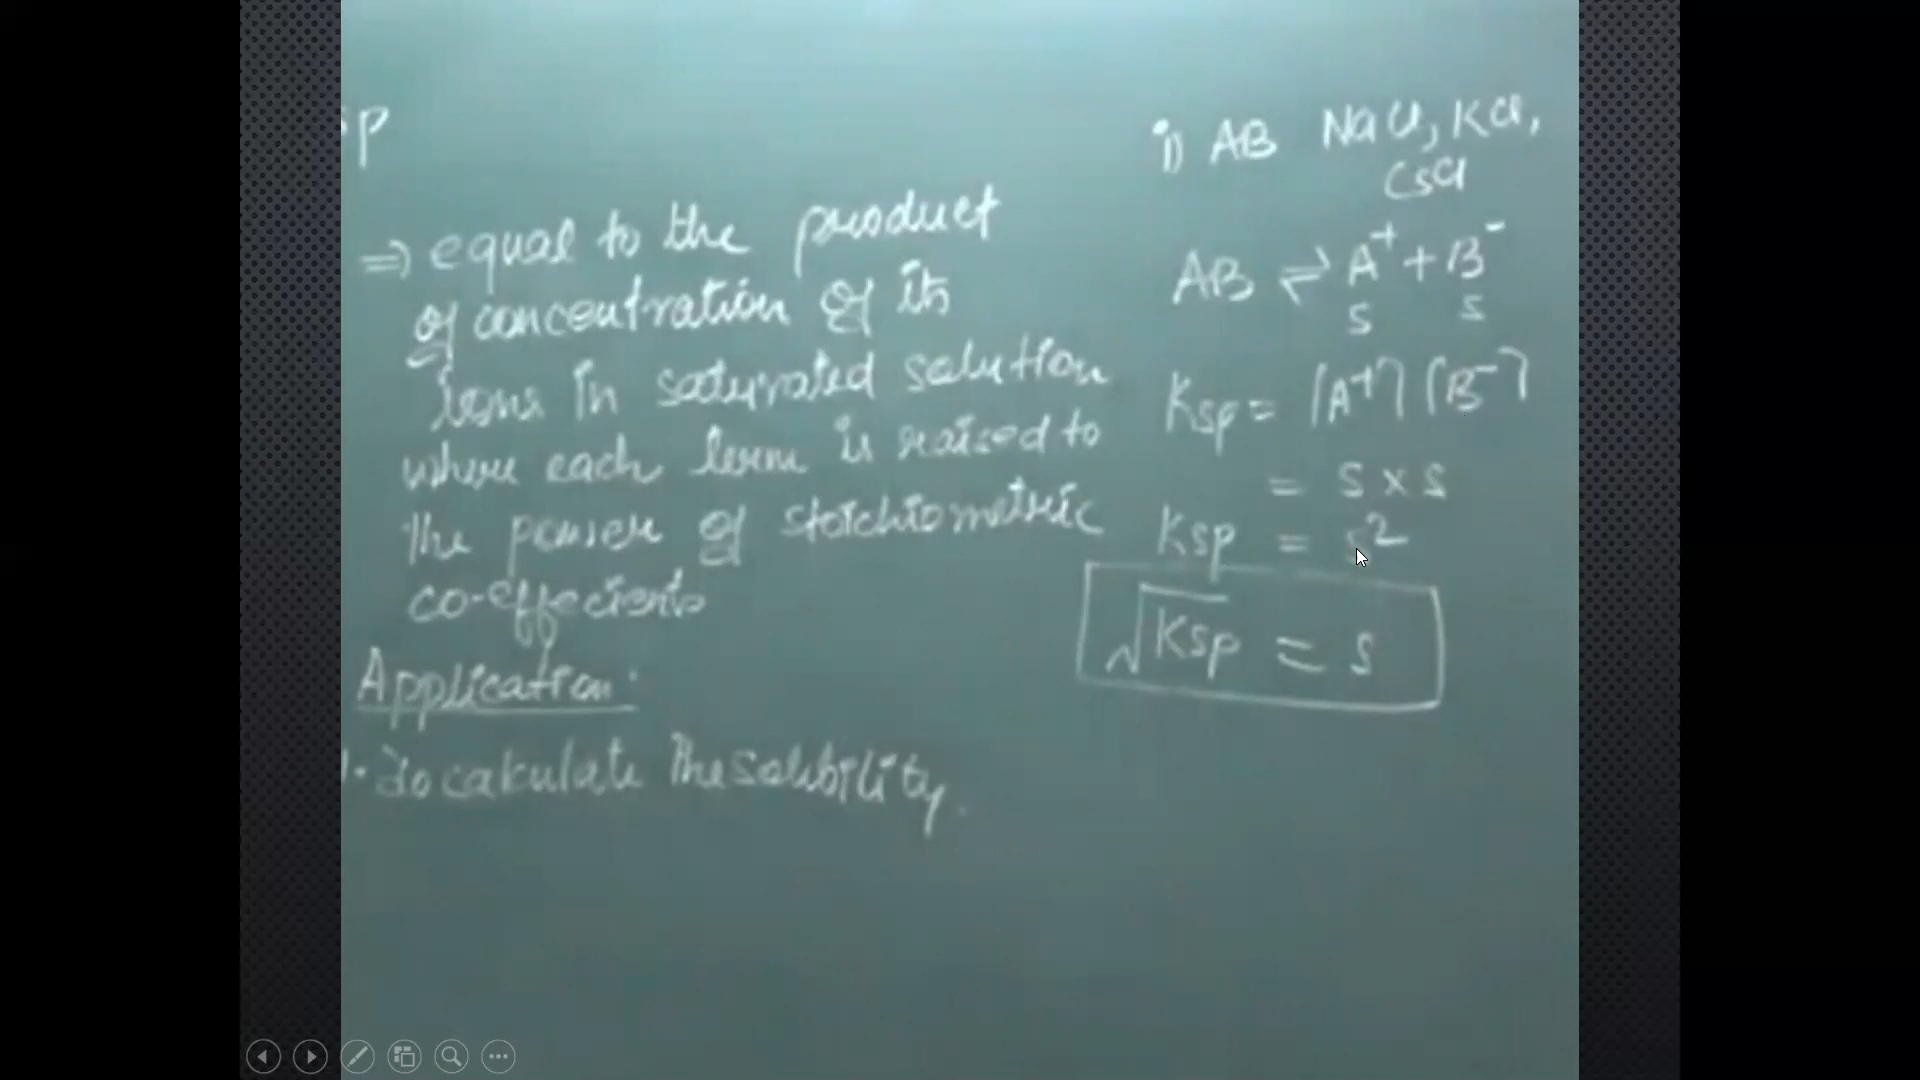 sp
⇒ equal to the product
of concentration of its
ions in saturated solution
where each term is raised to
the power of stoichiometric
co-effecients
Application:
1. To calculate the solubility.
i) AB NaCl, KCl,
CsCl
AB ⇌ A⁺ + B⁻
s s
Ksp = [A⁺] [B⁻]
= s × s
Ksp = s²
√Ksp = s